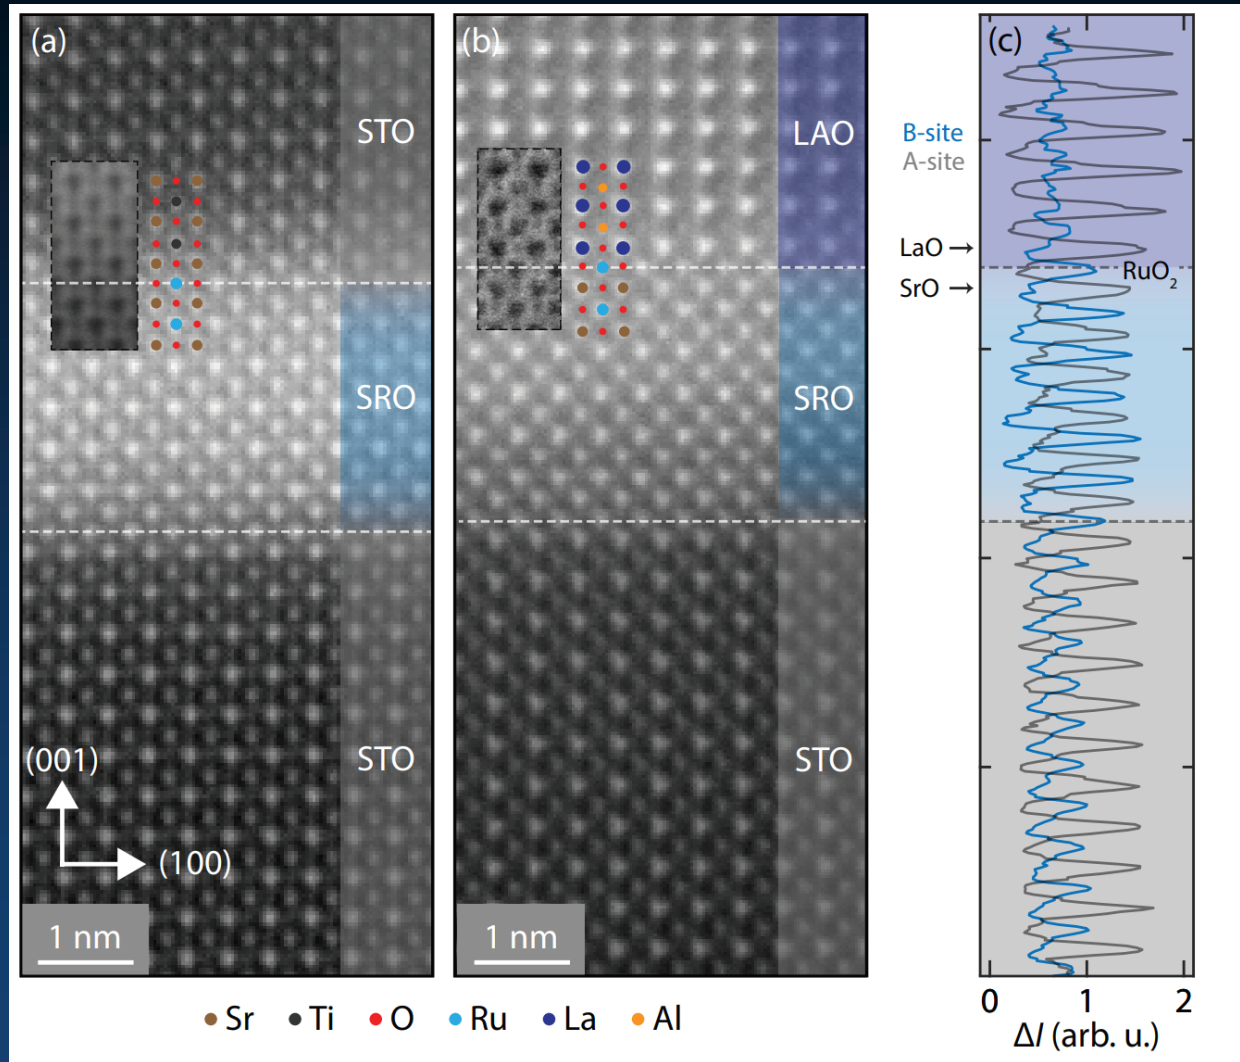 (a)
STO
SRO
STO
(001)
(100)
1 nm
(b)
LAO
SRO
STO
1 nm
(c)
B-site
A-site
LaO →
SrO →
RuO₂
0 1 2
ΔI (arb. u.)
Sr Ti O Ru La Al